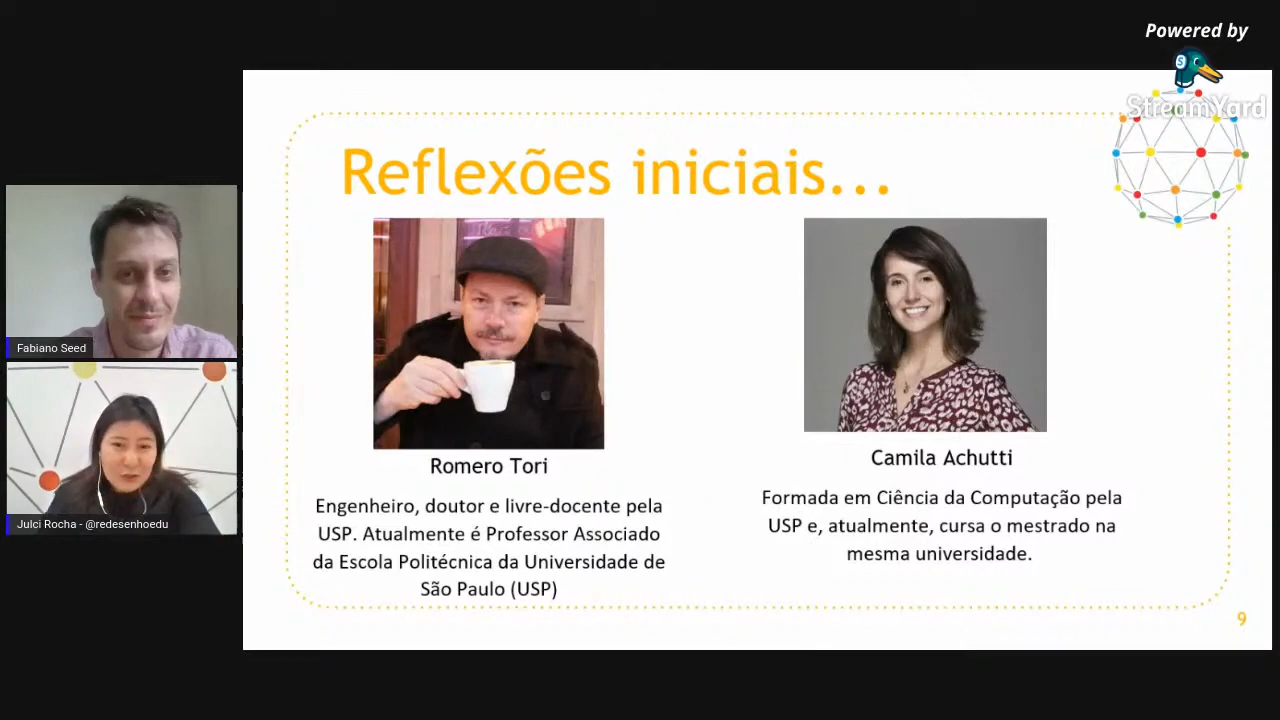 Powered by
StreamYard
Reflexões iniciais...
Romero Tori
Engenheiro, doutor e livre-docente pela
USP. Atualmente é Professor Associado
da Escola Politécnica da Universidade de
São Paulo (USP)
Camila Achutti
Formada em Ciência da Computação pela
USP e, atualmente, cursa o mestrado na
mesma universidade.
9
Fabiano Seed
Julci Rocha - @redesenhoedu